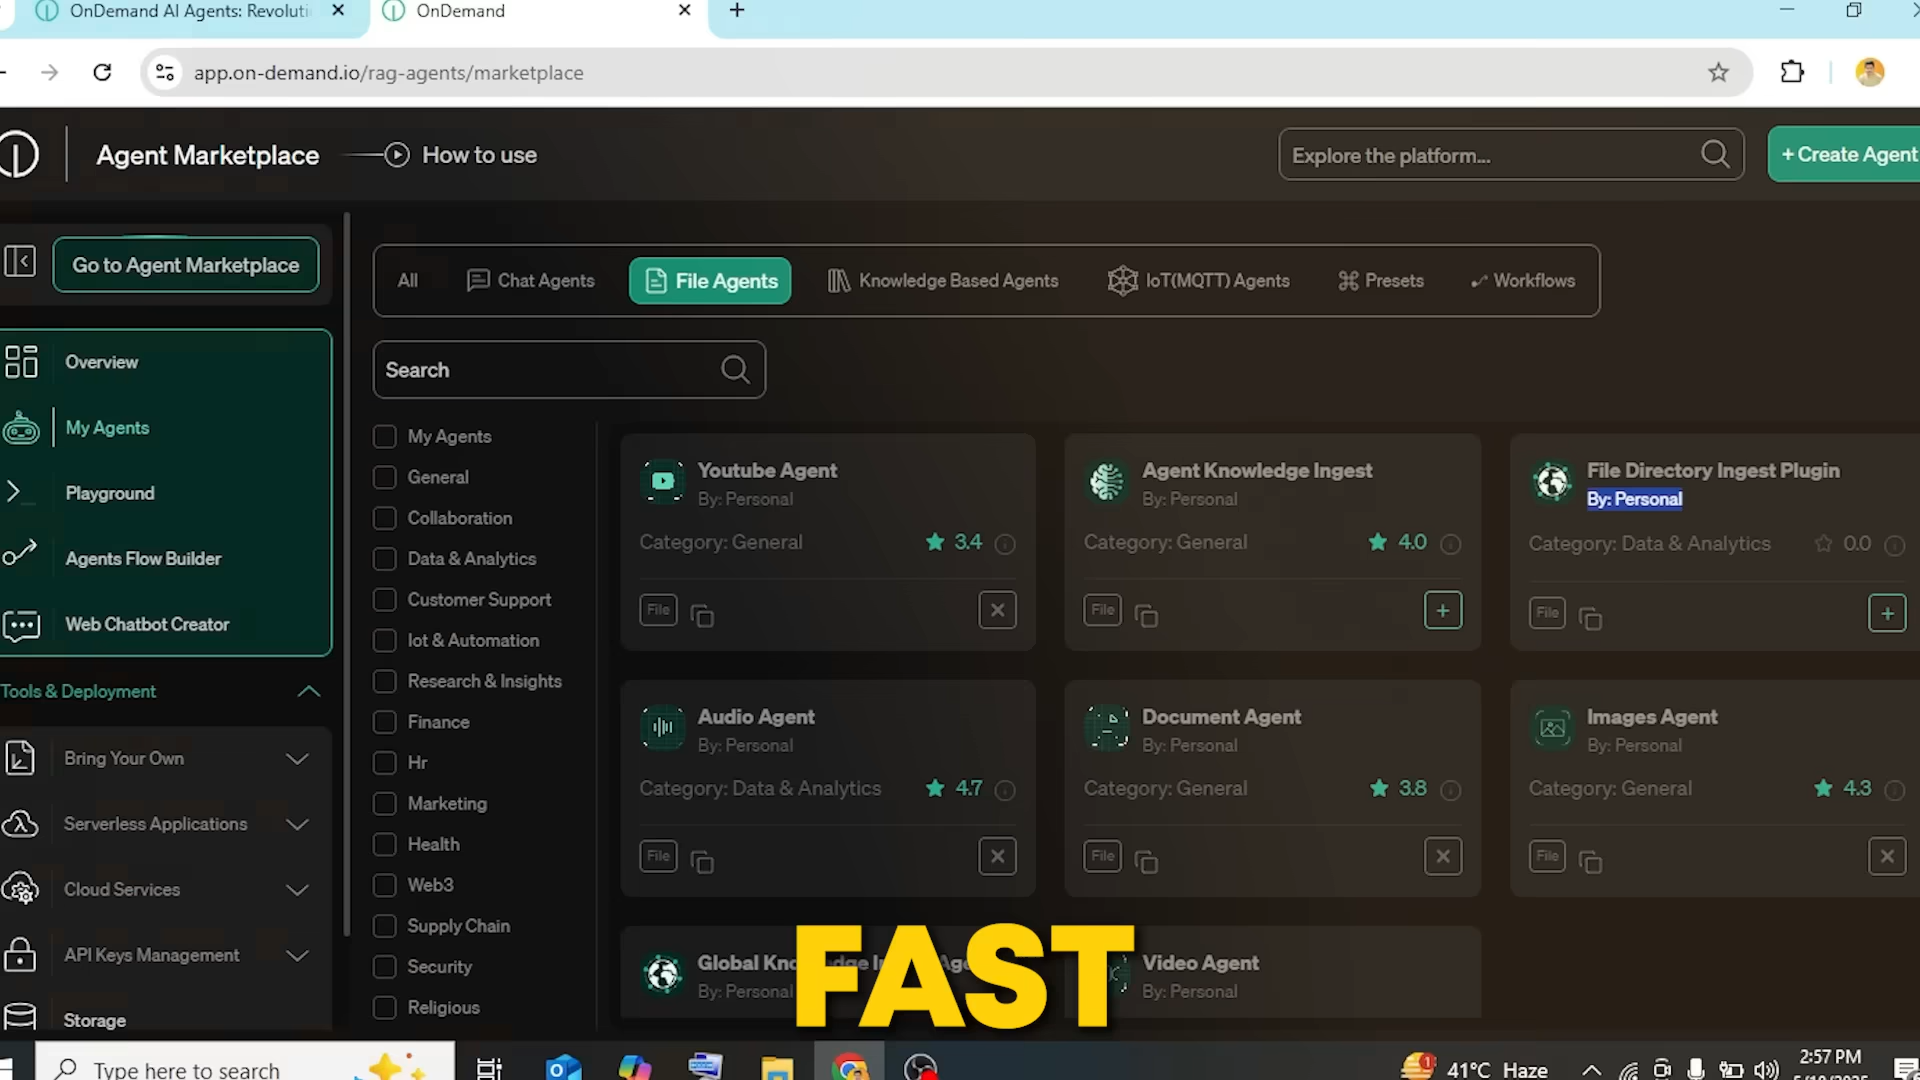 OnDemand AI Agents: Revoluti
OnDemand
app.on-demand.io/rag-agents/marketplace
Agent Marketplace
How to use
Explore the platform...
+ Create Agent
Go to Agent Marketplace
All
Chat Agents
File Agents
Knowledge Based Agents
IoT(MQTT) Agents
Presets
Workflows
Overview
My Agents
Playground
Agents Flow Builder
Web Chatbot Creator
Tools & Deployment
Bring Your Own
Serverless Applications
Cloud Services
API Keys Management
Storage
Search
My Agents
General
Collaboration
Data & Analytics
Customer Support
Iot & Automation
Research & Insights
Finance
Hr
Marketing
Health
Web3
Supply Chain
Security
Religious
Youtube Agent
By: Personal
Category: General
3.4
File
Agent Knowledge Ingest
By: Personal
Category: General
4.0
File
File Directory Ingest Plugin
By: Personal
Category: Data & Analytics
0.0
File
Audio Agent
By: Personal
Category: Data & Analytics
4.7
File
Document Agent
By: Personal
Category: General
3.8
File
Images Agent
By: Personal
Category: General
4.3
File
Global
By: Personal
Video Agent
By: Personal
FAST
Type here to search
1
41°C Haze
2:57 PM